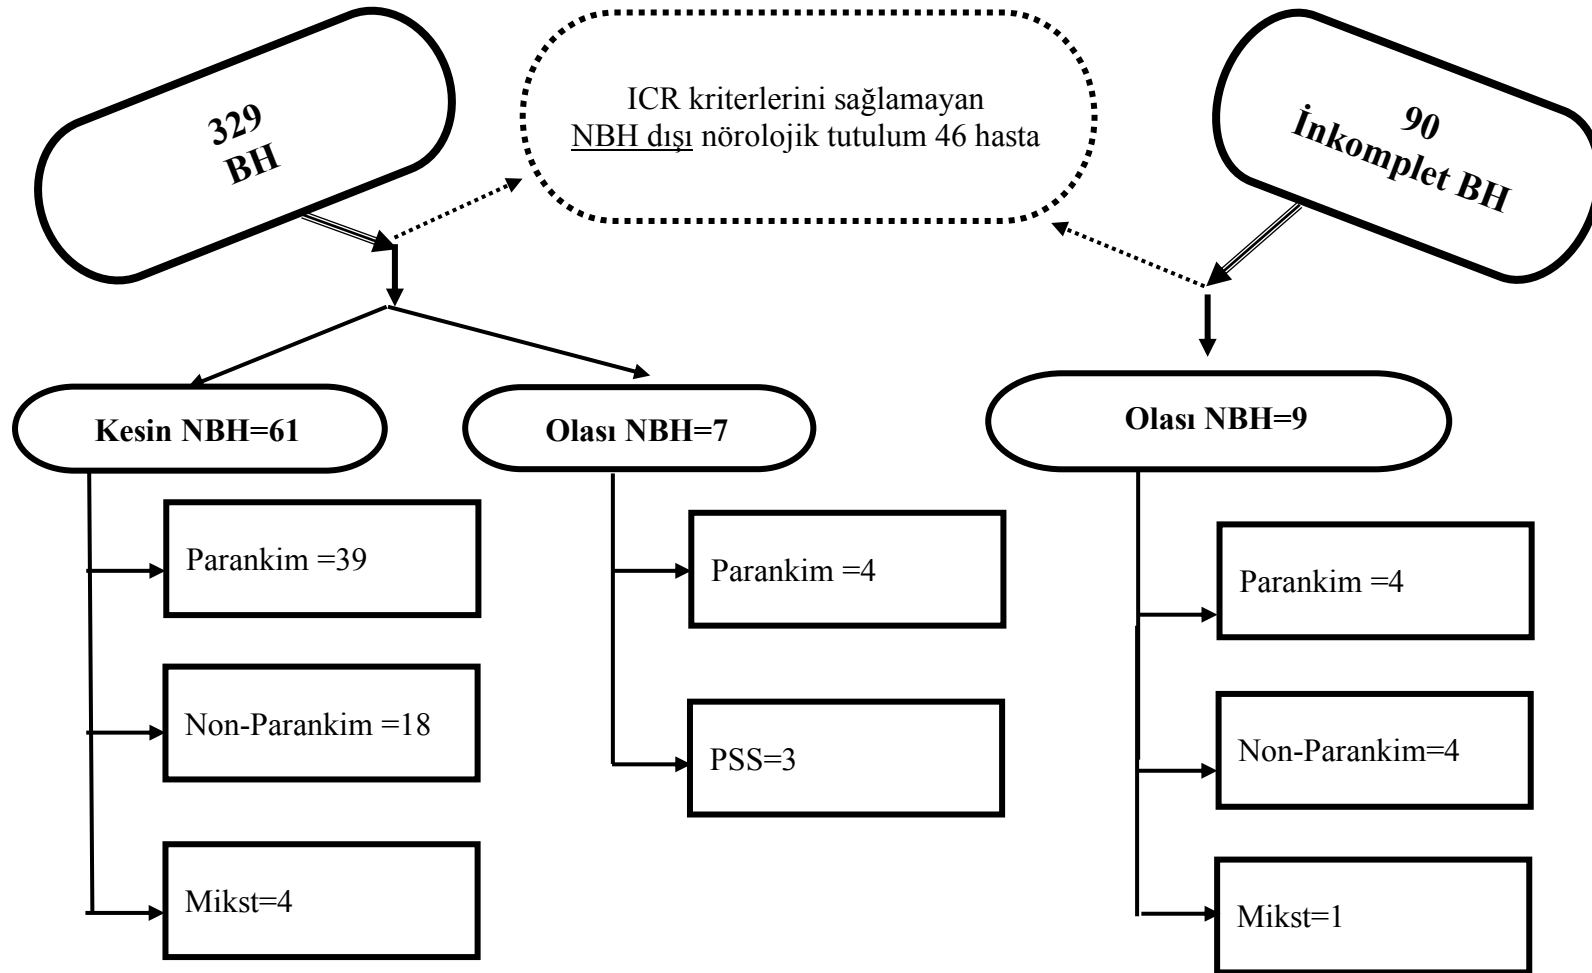 329
BH
ICR kriterlerini sağlamayan
NBH dışı nörolojik tutulum 46 hasta
90
İnkomplet BH
Kesin NBH=61
Olası NBH=7
Olası NBH=9
Parankim =39
Parankim =4
Parankim =4
Non-Parankim =18
PSS=3
Non-Parankim=4
Mikst=4
Mikst=1